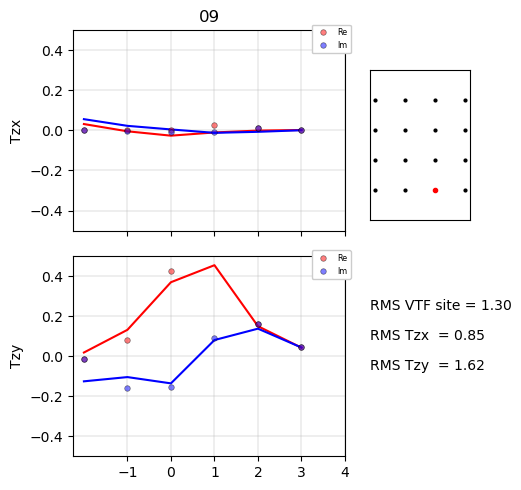 09
0.4
0.2
0.0
−0.2
−0.4
Tzx
Re
Im
0.4
0.2
0.0
−0.2
−0.4
Tzy
Re
Im
−1
0
1
2
3
4
RMS VTF site = 1.30
RMS Tzx  = 0.85
RMS Tzy  = 1.62